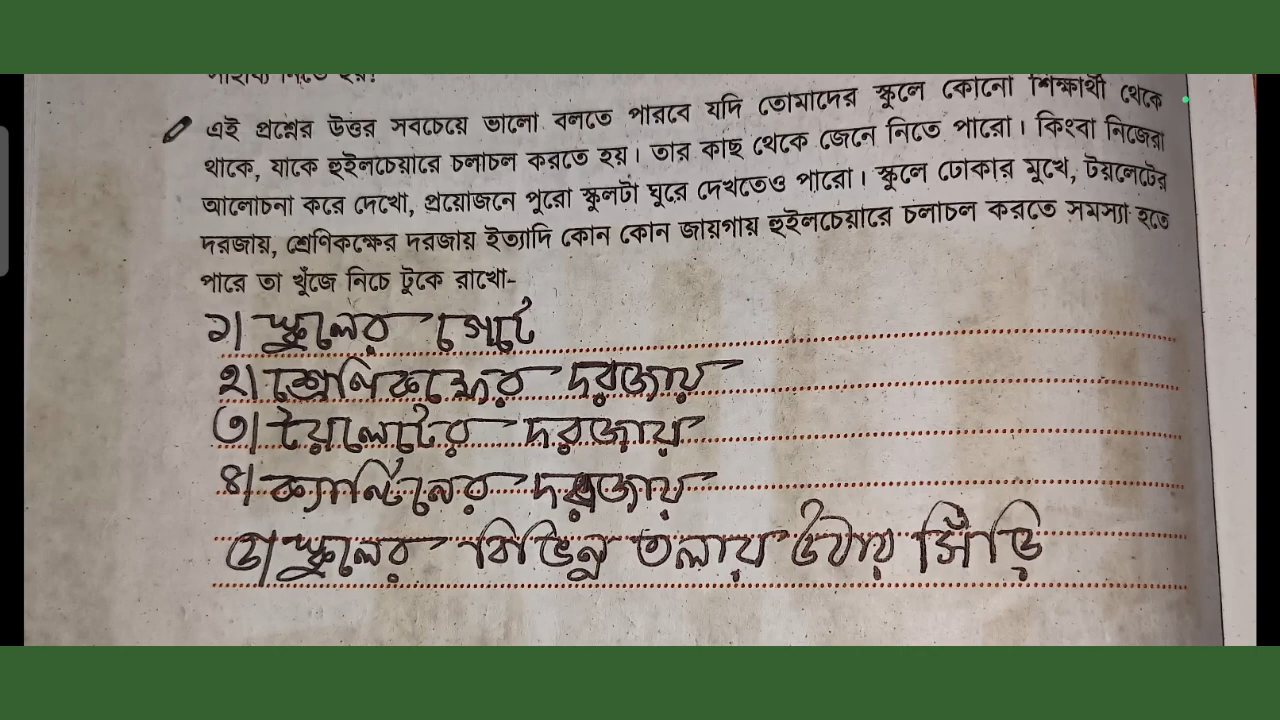 সাহায্য নিতে হয়?
এই প্রশ্নের উত্তর সবচেয়ে ভালো বলতে পারবে যদি তোমাদের স্কুলে কোনো শিক্ষার্থী থেকে
থাকে, যাকে হুইলচেয়ারে চলাচল করতে হয়। তার কাছ থেকে জেনে নিতে পারো। কিংবা নিজেরা
আলোচনা করে দেখো, প্রয়োজনে পুরো স্কুলটা ঘুরে দেখতেও পারো। স্কুলে ঢোকার মুখে, টয়লেটের
দরজায়, শ্রেণিকক্ষের দরজায় ইত্যাদি কোন কোন জায়গায় হুইলচেয়ারে চলাচল করতে সমস্যা হতে
পারে তা খুঁজে নিচে টুকে রাখো-
১। স্কুলের গেটে
২। শ্রেণিকক্ষের দরজায়
৩। টয়লেটের দরজায়
৪। ক্যান্টিনের দরজায়
৫। স্কুলের বিভিন্ন তলায় উঠায় সিঁড়ি